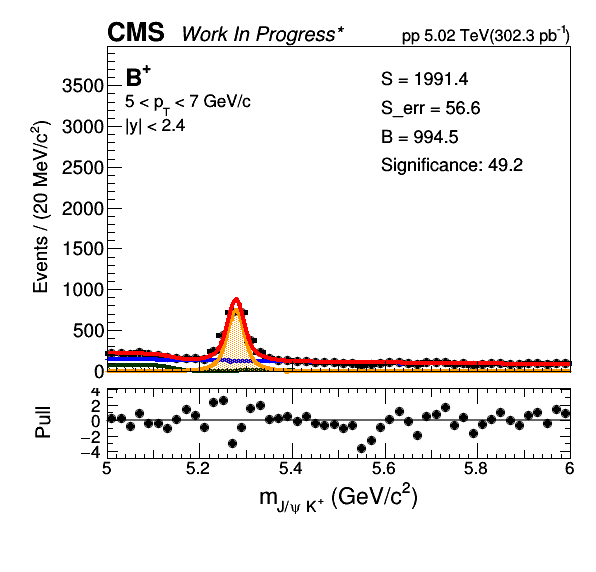 CMS Work In Progress* pp 5.02 TeV(302.3 pb⁻¹)
B⁺
5 < p_T < 7 GeV/c
|y| < 2.4
S = 1991.4
S_err = 56.6
B = 994.5
Significance: 49.2
Events / (20 MeV/c²)
3500
3000
2500
2000
1500
1000
500
0
Pull
4
2
0
−2
−4
5 5.2 5.4 5.6 5.8 6
m_{J/ψ K⁺} (GeV/c²)